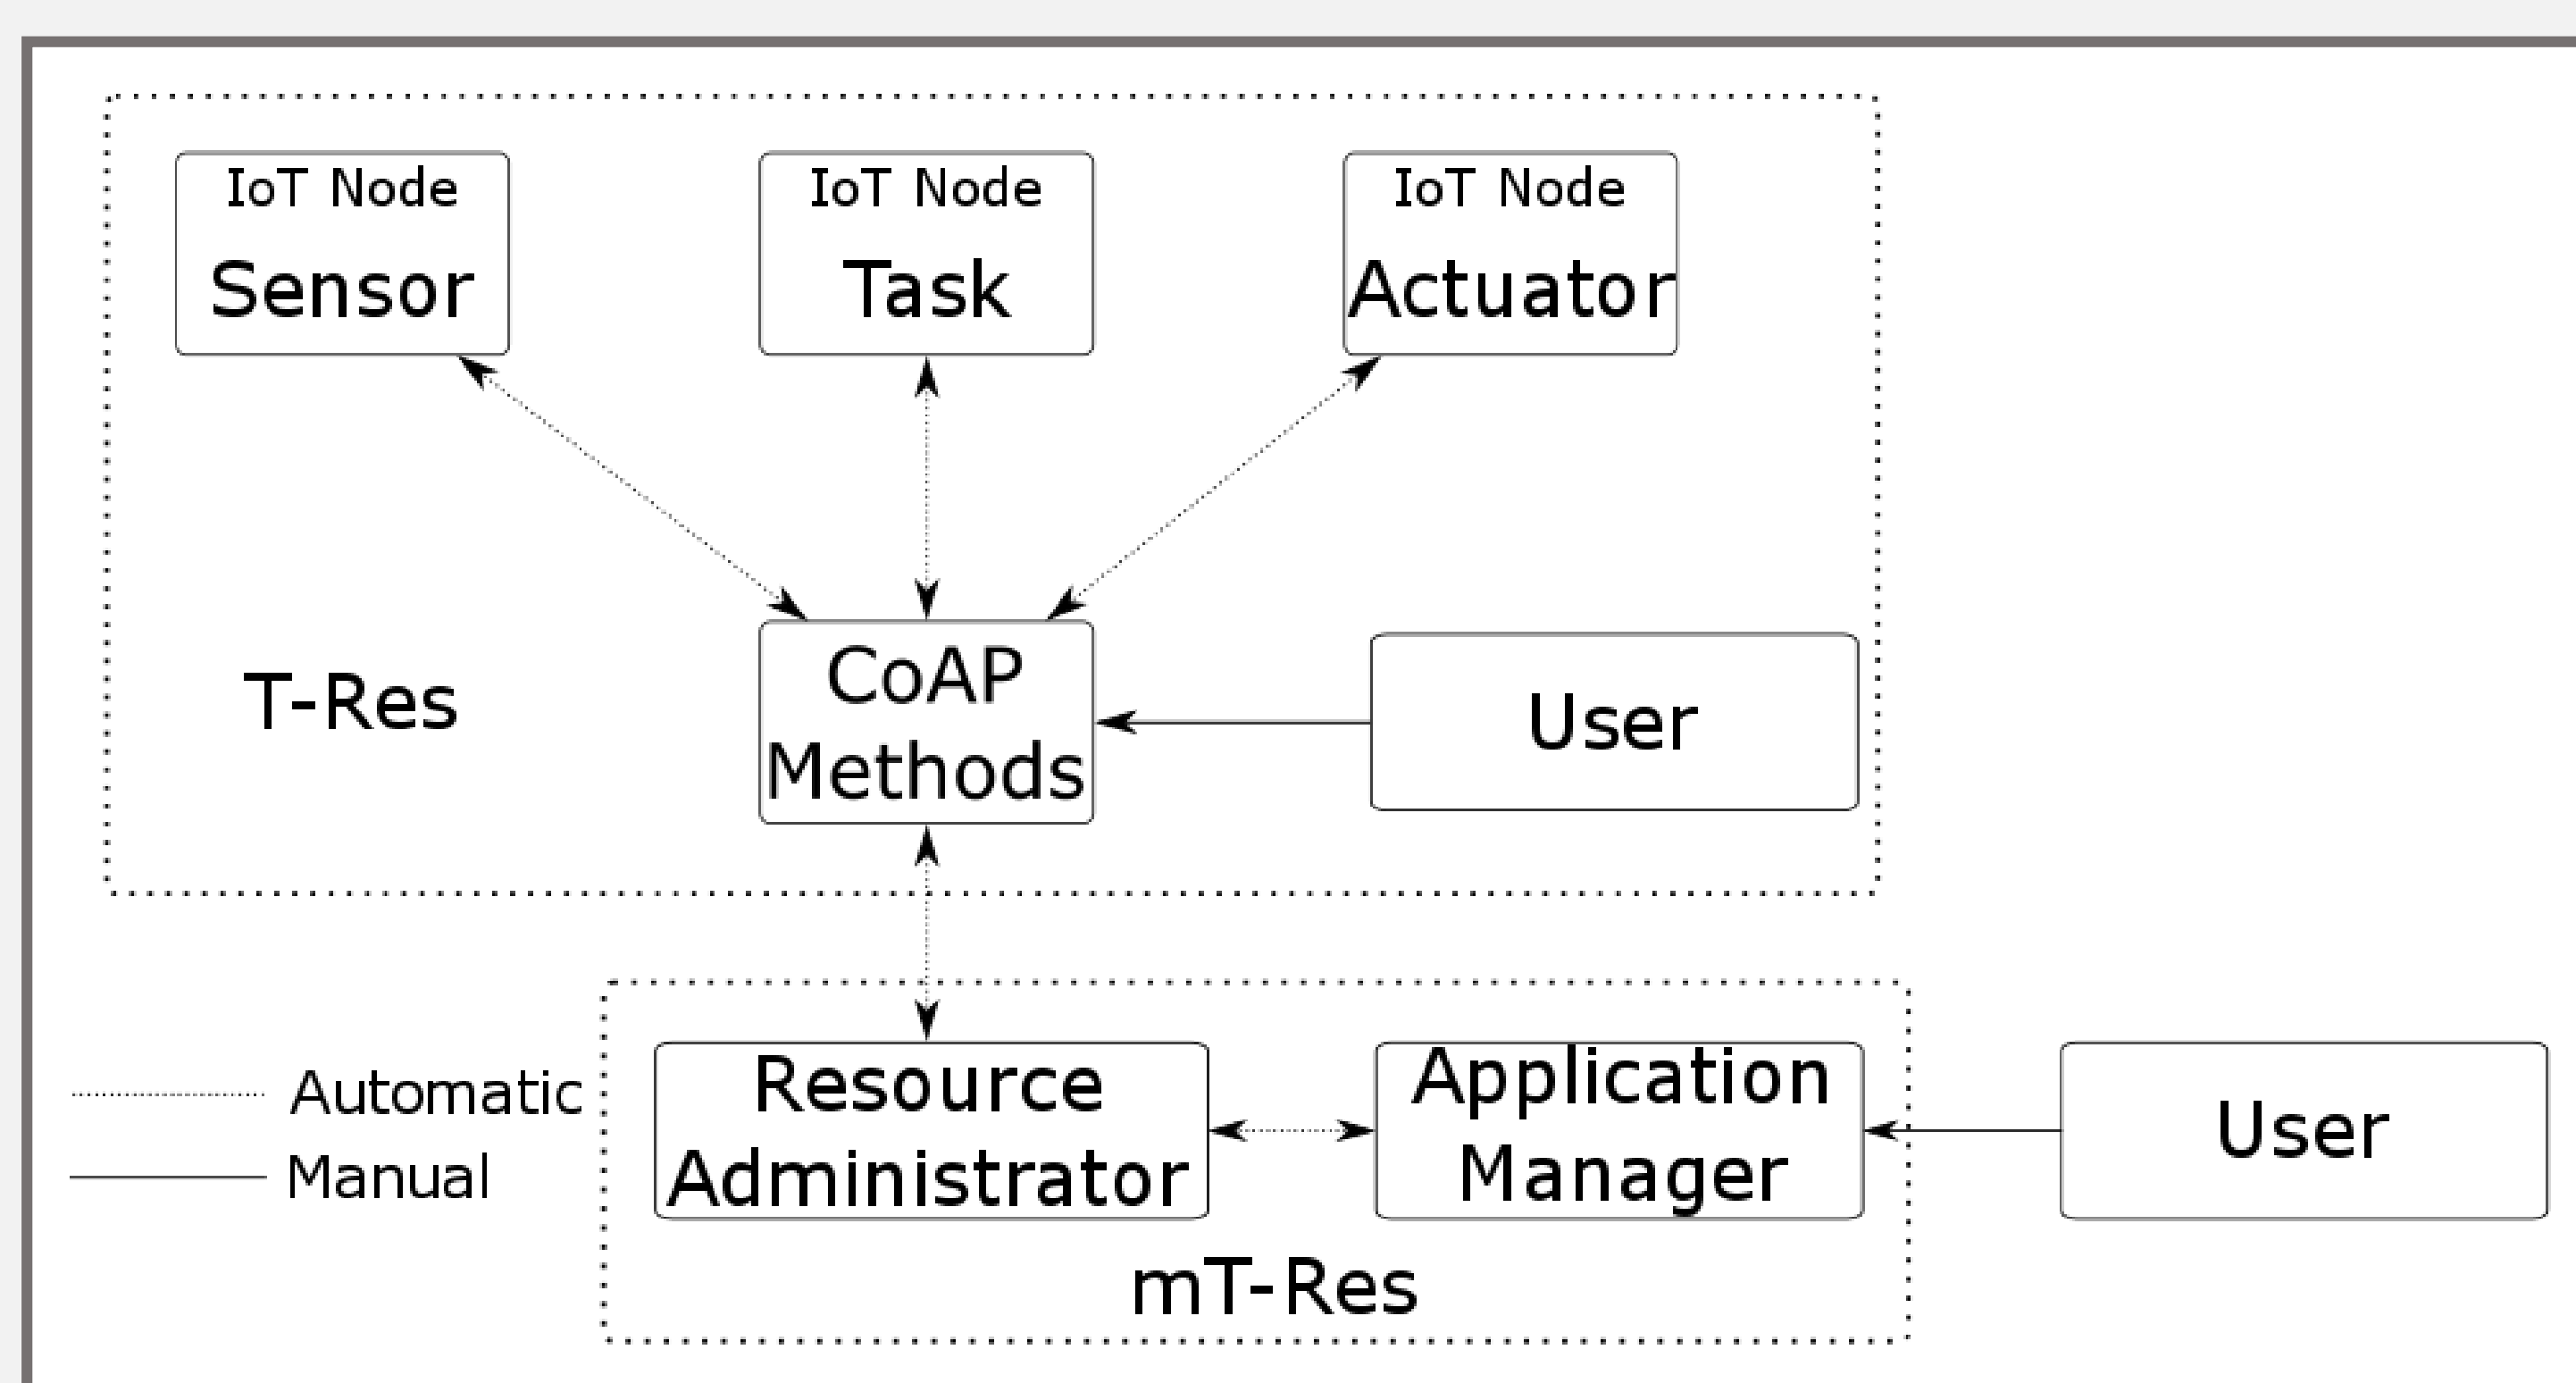 IoT Node
Sensor
IoT Node
Task
IoT Node
Actuator
T-Res
CoAP
Methods
User
Automatic
Manual
Resource
Administrator
Application
Manager
User
mT-Res